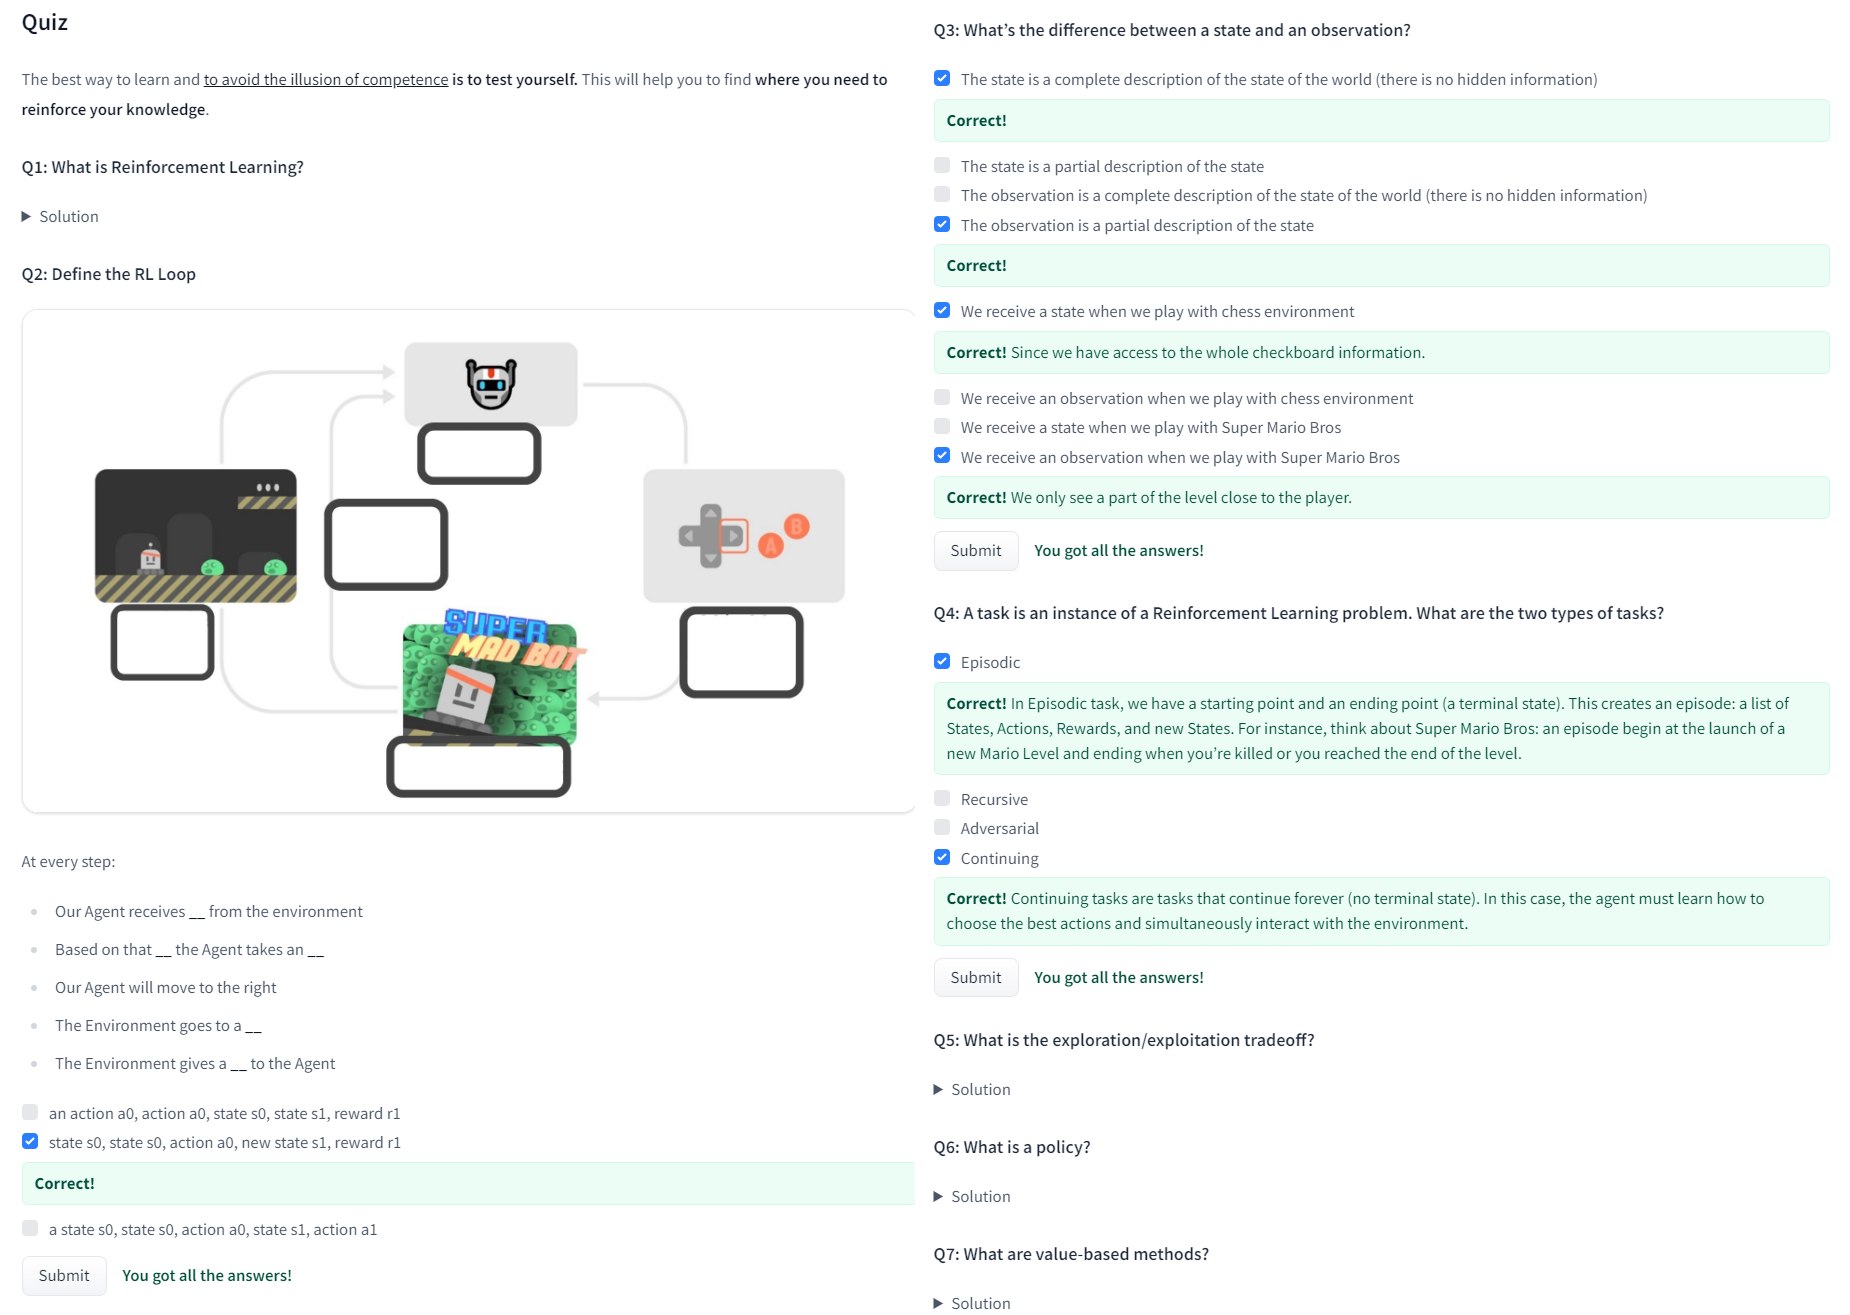 Quiz
The best way to learn and to avoid the illusion of competence is to test yourself. This will help you to find where you need to
reinforce your knowledge.
Q1: What is Reinforcement Learning?
Solution
Q2: Define the RL Loop
SUPER
MAD BOT
B
A
At every step:
Our Agent receives __ from the environment
Based on that __ the Agent takes an __
Our Agent will move to the right
The Environment goes to a __
The Environment gives a __ to the Agent
an action a0, action a0, state s0, state s1, reward r1
state s0, state s0, action a0, new state s1, reward r1
Correct!
a state s0, state s0, action a0, state s1, action a1
Submit You got all the answers!
Q3: What's the difference between a state and an observation?
The state is a complete description of the state of the world (there is no hidden information)
Correct!
The state is a partial description of the state
The observation is a complete description of the state of the world (there is no hidden information)
The observation is a partial description of the state
Correct!
We receive a state when we play with chess environment
Correct! Since we have access to the whole checkboard information.
We receive an observation when we play with chess environment
We receive a state when we play with Super Mario Bros
We receive an observation when we play with Super Mario Bros
Correct! We only see a part of the level close to the player.
Submit You got all the answers!
Q4: A task is an instance of a Reinforcement Learning problem. What are the two types of tasks?
Episodic
Correct! In Episodic task, we have a starting point and an ending point (a terminal state). This creates an episode: a list of
States, Actions, Rewards, and new States. For instance, think about Super Mario Bros: an episode begin at the launch of a
new Mario Level and ending when you're killed or you reached the end of the level.
Recursive
Adversarial
Continuing
Correct! Continuing tasks are tasks that continue forever (no terminal state). In this case, the agent must learn how to
choose the best actions and simultaneously interact with the environment.
Submit You got all the answers!
Q5: What is the exploration/exploitation tradeoff?
Solution
Q6: What is a policy?
Solution
Q7: What are value-based methods?
Solution